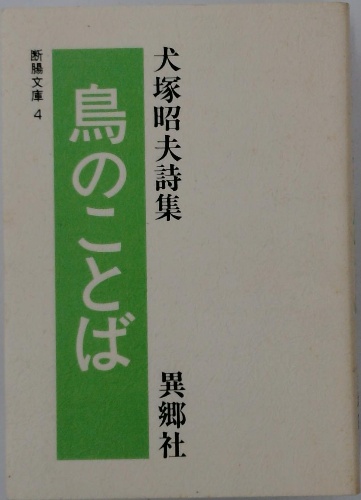 犬塚昭夫詩集
異郷社
鳥のことば
断腸文庫 4